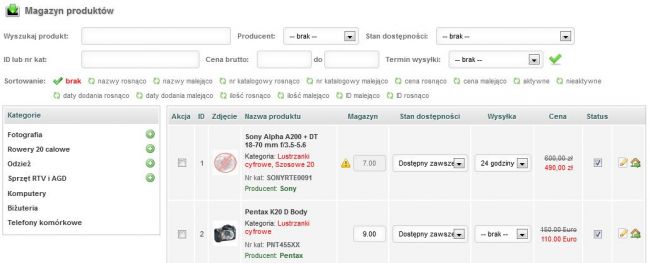 Magazyn produktów
Wyszukaj produkt: Producent: -- brak -- Stan dostępności: -- brak --
ID lub nr kat: Cena brutto: do Termin wysyłki: -- brak --
Sortowanie: brak nazwy rosnąco nazwy malejąco nr katalogowy rosnąco nr katalogowy malejąco cena rosnąco cena malejąco aktywne nieaktywne
daty dodania rosnąco daty dodania malejąco ilość rosnąco ilość malejąco ID malejąco ID rosnąco
Kategorie
Fotografia
Rowery 20 calowe
Odzież
Sprzęt RTV i AGD
Komputery
Biżuteria
Telefony komórkowe
Akcja ID Zdjęcie Nazwa produktu Magazyn Stan dostępności Wysyłka Cena Status
Sony Alpha A200 + DT
18-70 mm f/3.5-5.6
Kategoria: Lustrzanki
cyfrowe, Szosowe 20
Nr kat: SONYRTE0091
Producent: Sony
1 7.00 Dostępny zawsze 24 godziny 600,00 zł
490,00 zł
Pentax K20 D Body
Kategoria: Lustrzanki
cyfrowe
Nr kat: PNT455XX
Producent: Pentax
2 9.00 Dostępny zawsze -- brak -- 150.00 Euro
110.00 Euro